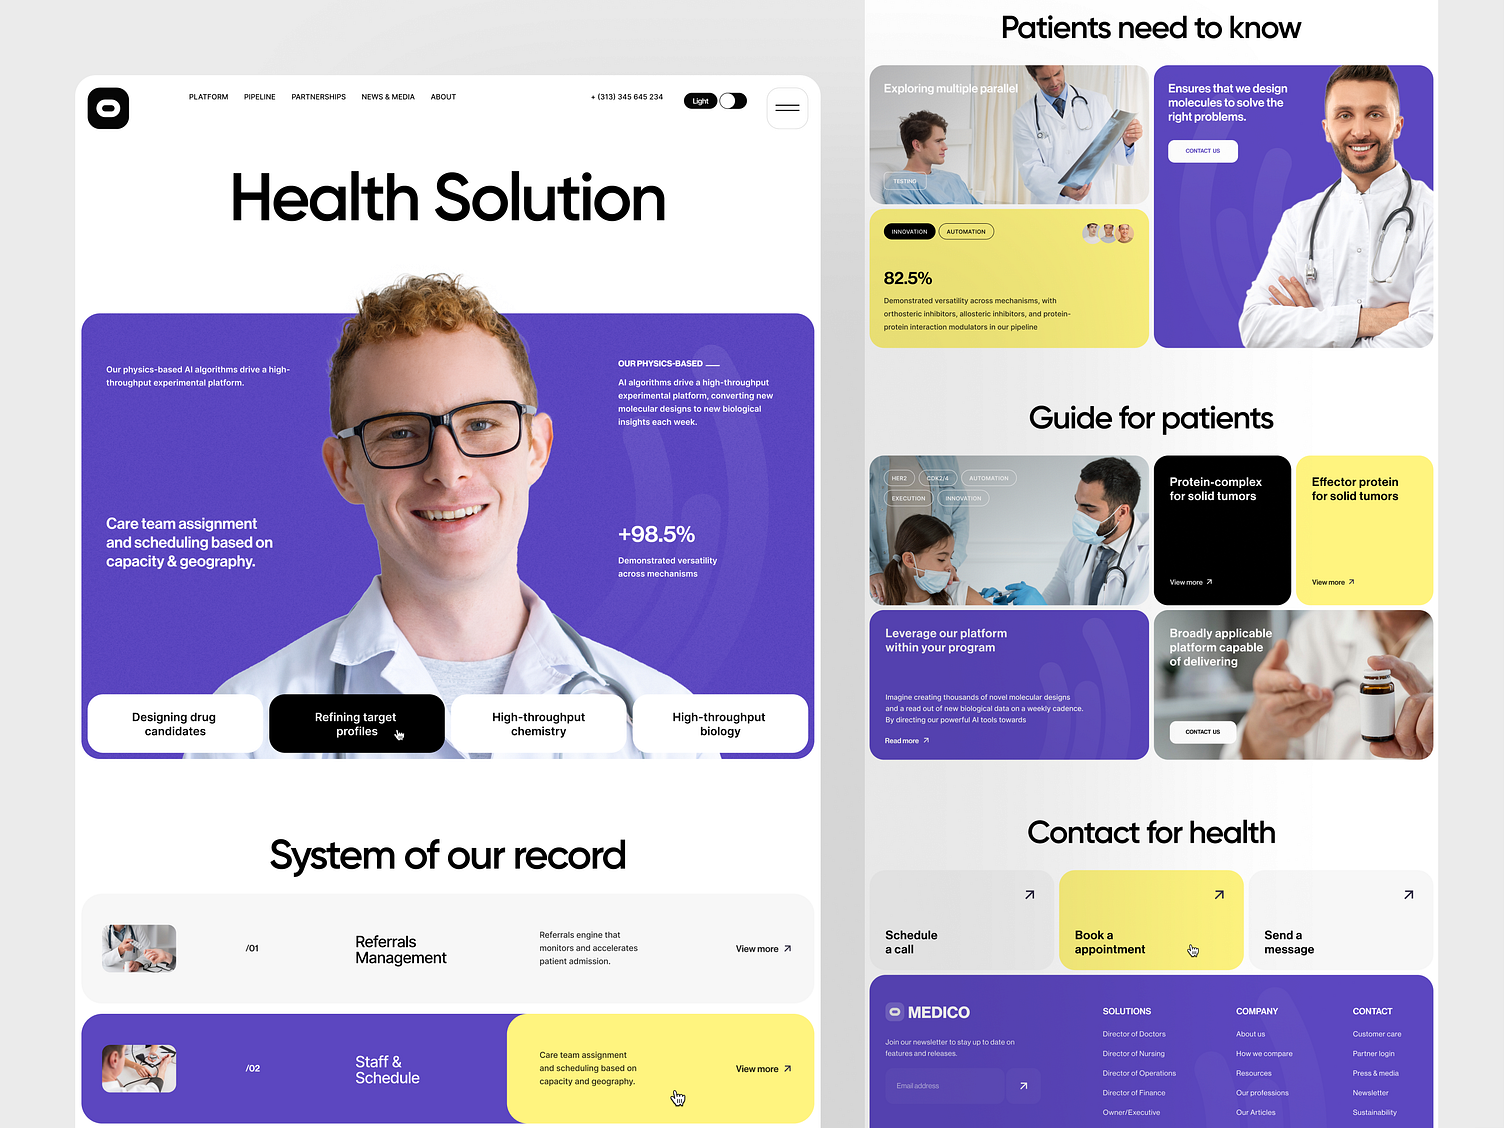 PLATFORM
PIPELINE
PARTNERSHIPS
NEWS & MEDIA
ABOUT
+ (313) 345 645 234
Light
Health Solution
Our physics-based AI algorithms drive a high-
throughput experimental platform.
Care team assignment
and scheduling based on
capacity & geography.
OUR PHYSICS-BASED
AI algorithms drive a high-throughput
experimental platform, converting new
molecular designs to new biological
insights each week.
+98.5%
Demonstrated versatility
across mechanisms
Designing drug
candidates
Refining target
profiles
High-throughput
chemistry
High-throughput
biology
System of our record
/01
Referrals
Management
Referrals engine that
monitors and accelerates
patient admission.
View more
/02
Staff &
Schedule
Care team assignment
and scheduling based on
capacity and geography.
View more
Patients need to know
Exploring multiple parallel
TESTING
Ensures that we design
molecules to solve the
right problems.
CONTACT US
INNOVATION
AUTOMATION
82.5%
Demonstrated versatility across mechanisms, with
orthosteric inhibitors, allosteric inhibitors, and protein-
protein interaction modulators in our pipeline
Guide for patients
HER2
CDK2/4
AUTOMATION
EXECUTION
INNOVATION
Protein-complex
for solid tumors
View more
Effector protein
for solid tumors
View more
Leverage our platform
within your program
Imagine creating thousands of novel molecular designs
and a read out of new biological data on a weekly cadence.
By directing our powerful AI tools towards
Read more
Broadly applicable
platform capable
of delivering
CONTACT US
Contact for health
Schedule
a call
Book a
appointment
Send a
message
MEDICO
Join our newsletter to stay up to date on
features and releases.
Email address
SOLUTIONS
Director of Doctors
Director of Nursing
Director of Operations
Director of Finance
Owner/Executive
COMPANY
About us
How we compare
Resources
Our professions
Our Articles
CONTACT
Customer care
Partner login
Press & media
Newsletter
Sustainability